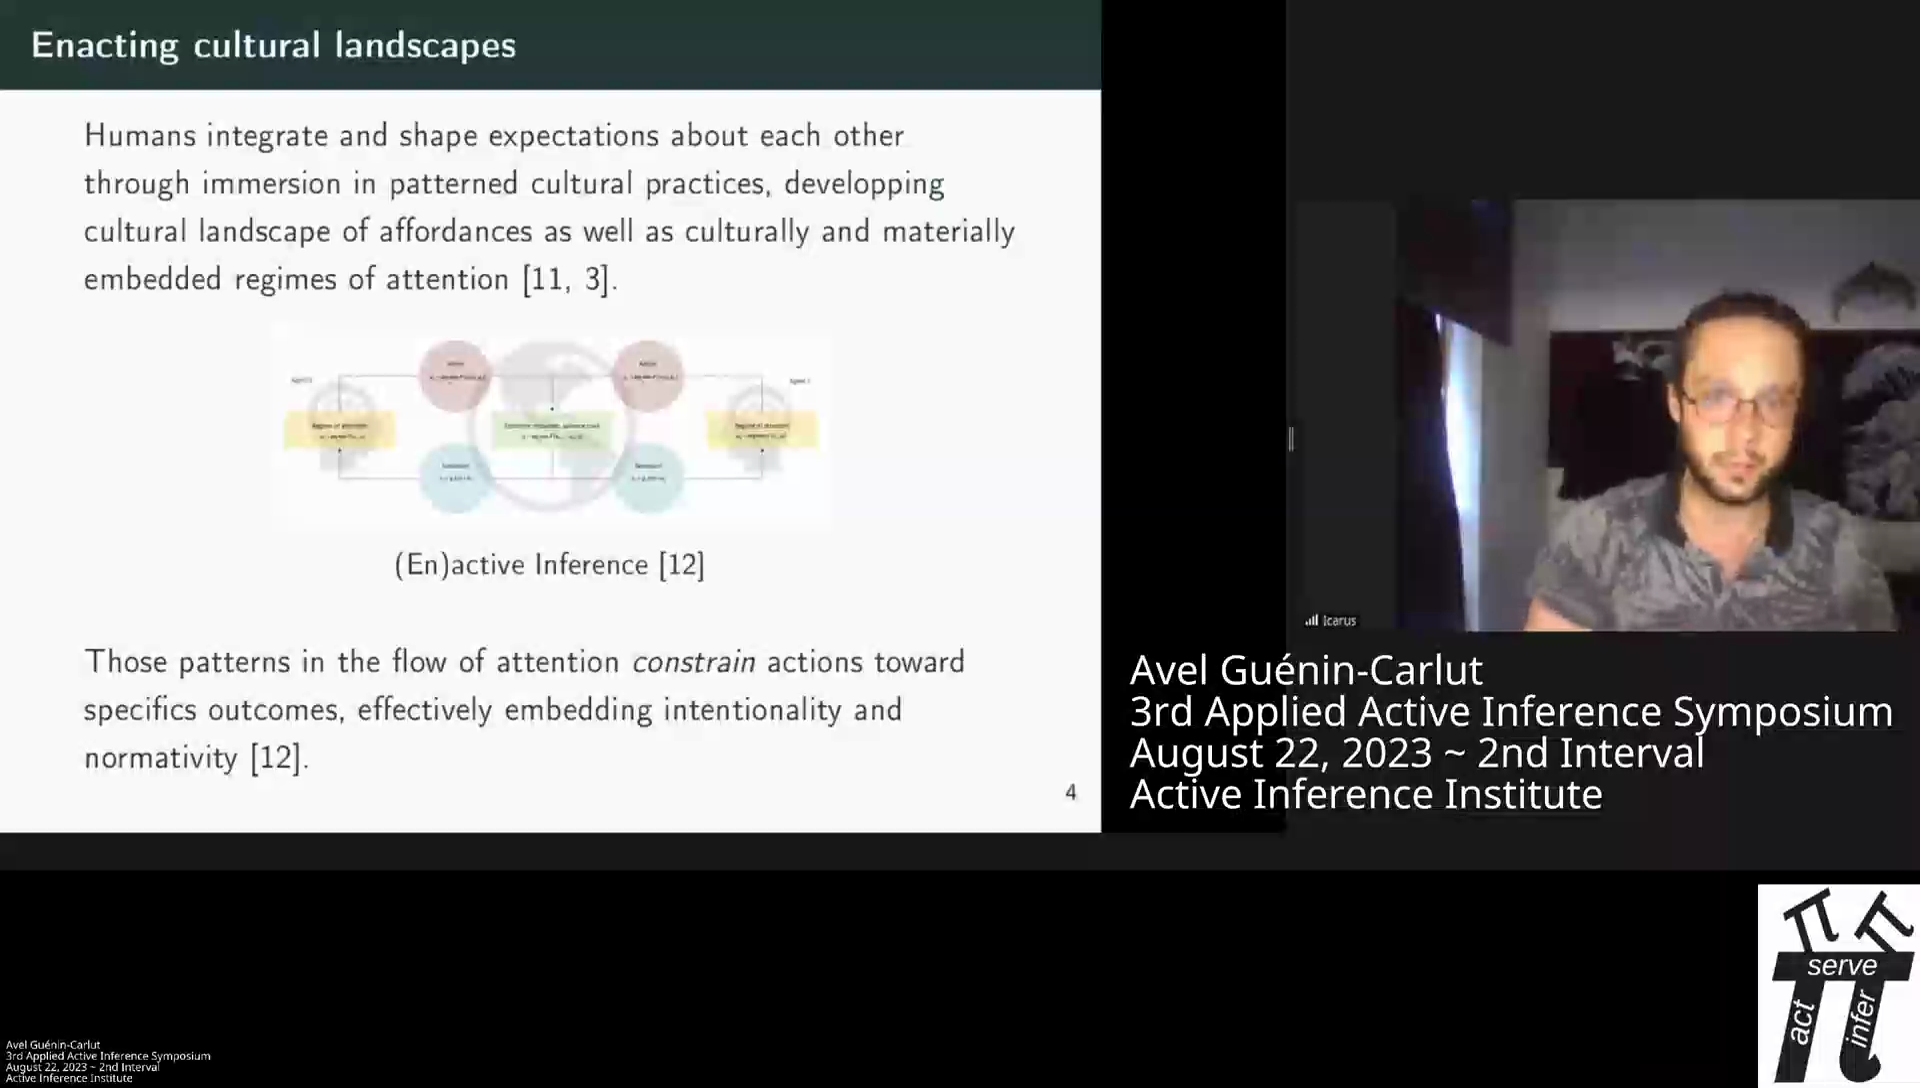 Enacting cultural landscapes
Humans integrate and shape expectations about each other
through immersion in patterned cultural practices, developping
cultural landscape of affordances as well as culturally and materially
embedded regimes of attention [11, 3].
(En)active Inference [12]
Those patterns in the flow of attention constrain actions toward
specifics outcomes, effectively embedding intentionality and
normativity [12].
4
Icarus
Avel Guénin-Carlut
3rd Applied Active Inference Symposium
August 22, 2023 ~ 2nd Interval
Active Inference Institute
serve
act
infer
Avel Guénin-Carlut
3rd Applied Active Inference Symposium
August 22, 2023 ~ 2nd Interval
Active Inference Institute